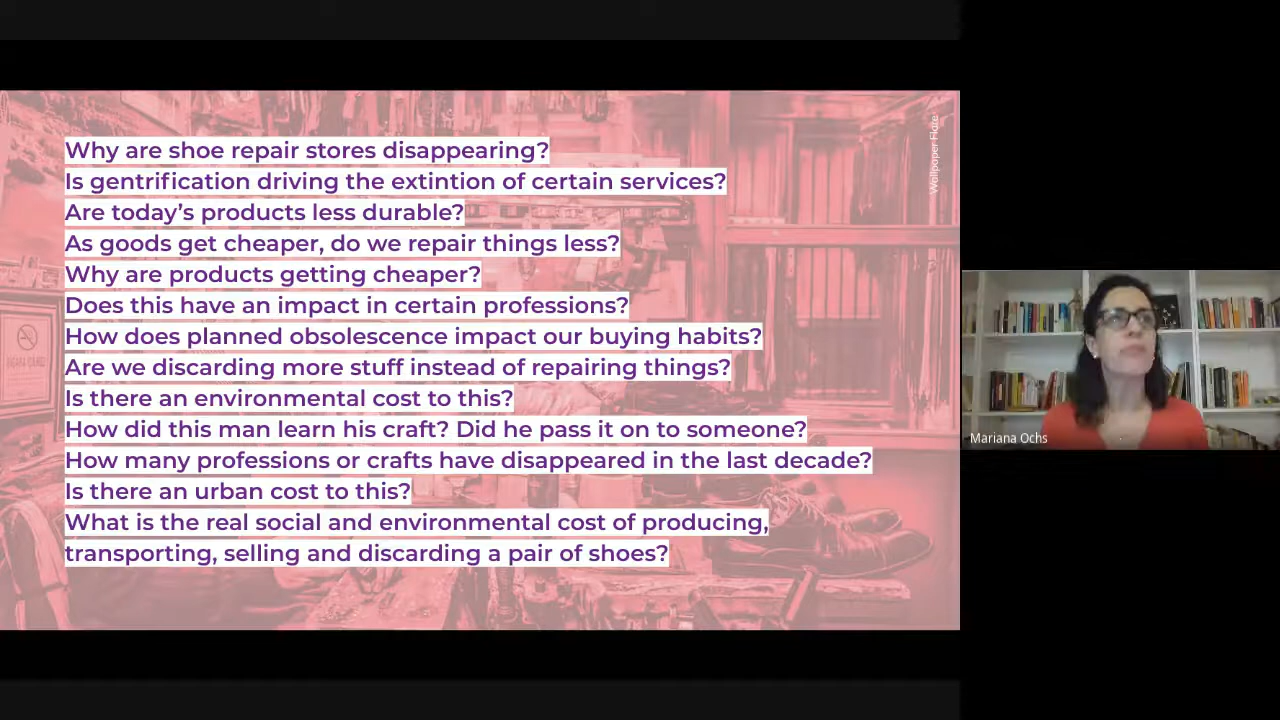 Why are shoe repair stores disappearing?
Is gentrification driving the extintion of certain services?
Are today's products less durable?
As goods get cheaper, do we repair things less?
Why are products getting cheaper?
Does this have an impact in certain professions?
How does planned obsolescence impact our buying habits?
Are we discarding more stuff instead of repairing things?
Is there an environmental cost to this?
How did this man learn his craft? Did he pass it on to someone?
How many professions or crafts have disappeared in the last decade?
Is there an urban cost to this?
What is the real social and environmental cost of producing,
transporting, selling and discarding a pair of shoes?
Wallpaper Flare
Mariana Ochs